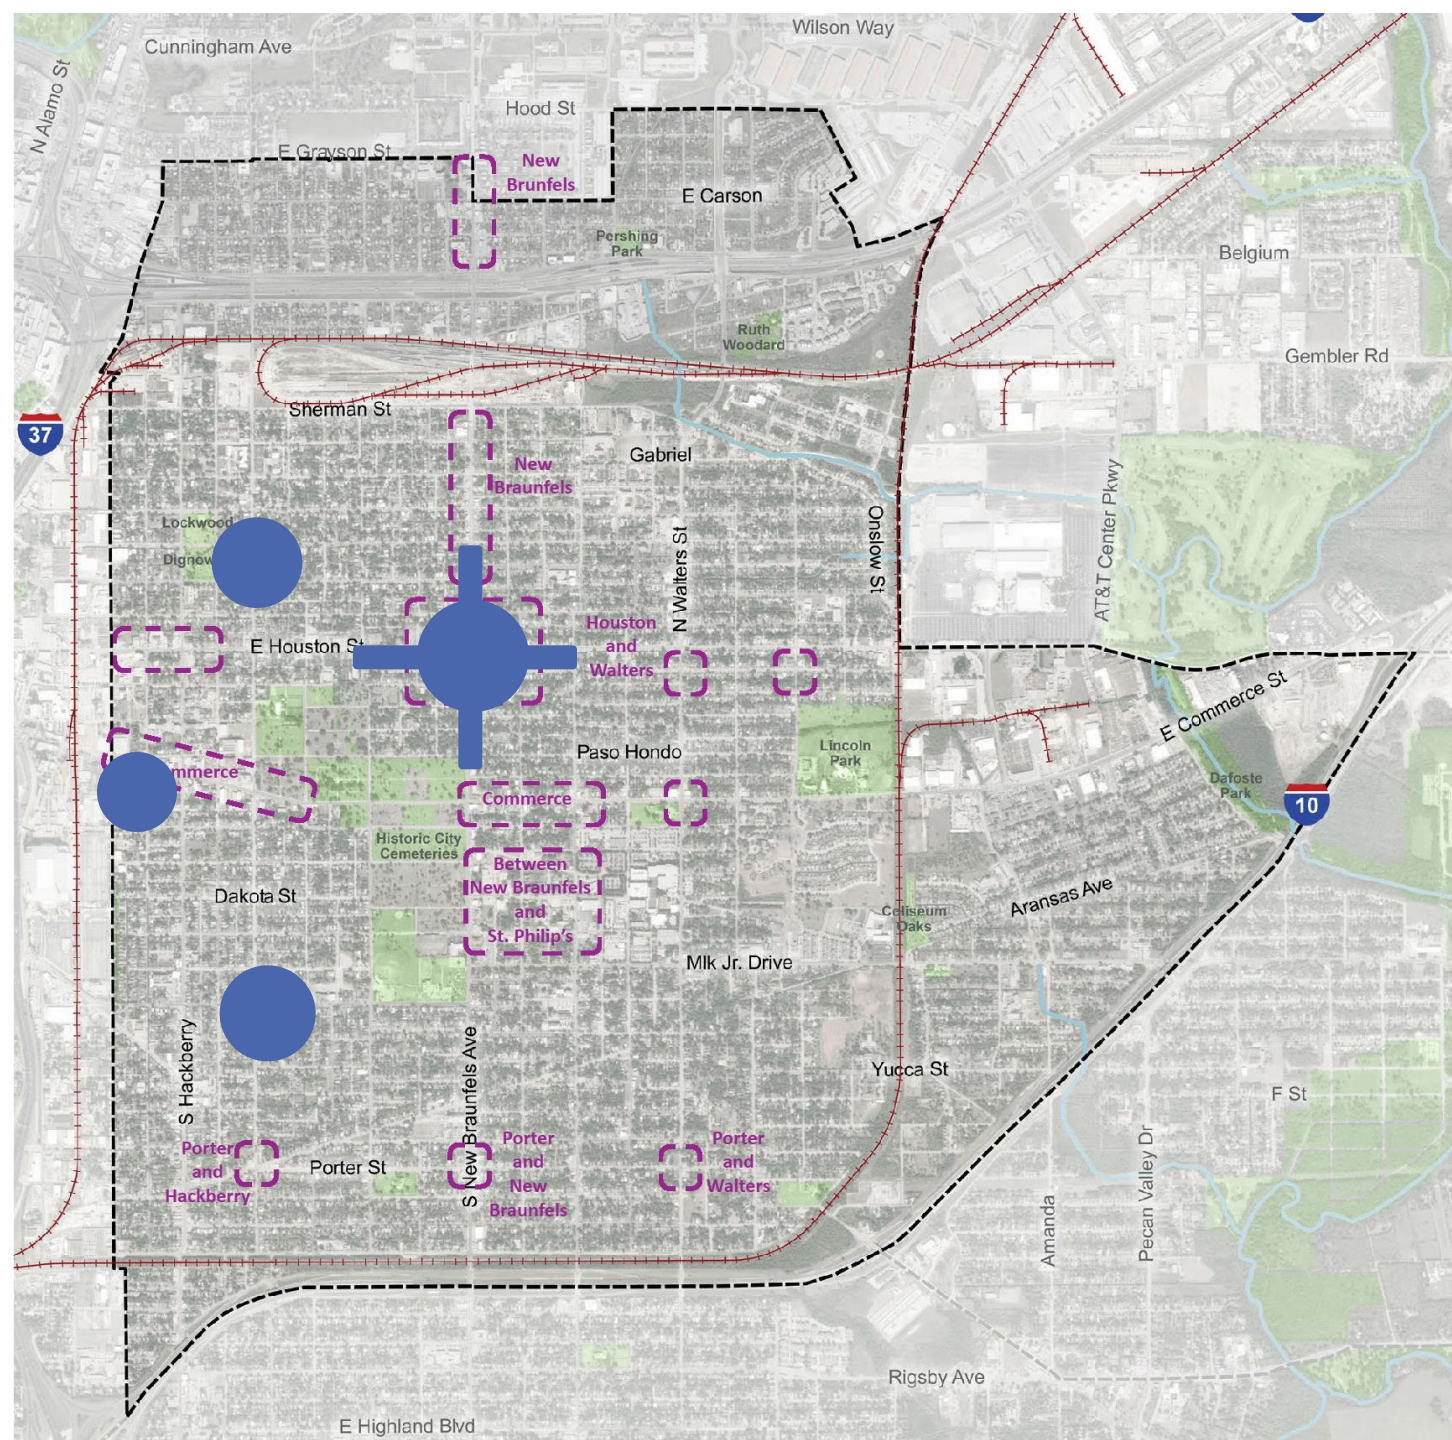 Wilson Way
Cunningham Ave
N Alamo St
Hood St
E Grayson St
New
Brunfels
E Carson
Pershing
Park
Belgium
Ruth
Woodard
Gembler Rd
Sherman St
37
Gabriel
New
Braunfels
AT&T Center Pkwy
Lockwood
Onslow St
N Walters St
E Houston St
Houston
and
Walters
E Commerce St
Paso Hondo
Lincoln
Park
mmerce
Commerce
Dafoste
Park
10
Historic City
Cemeteries
Between
New Braunfels
and
St. Philip's
Dakota St
Aransas Ave
Coliseum
Oaks
Mlk Jr. Drive
S Hackberry
S New Braunfels Ave
Yucca St
F St
Porter
and
Hackberry
Porter St
Porter
and
New
Braunfels
Porter
and
Walters
Amanda
Pecan Valley Dr
Rigsby Ave
E Highland Blvd